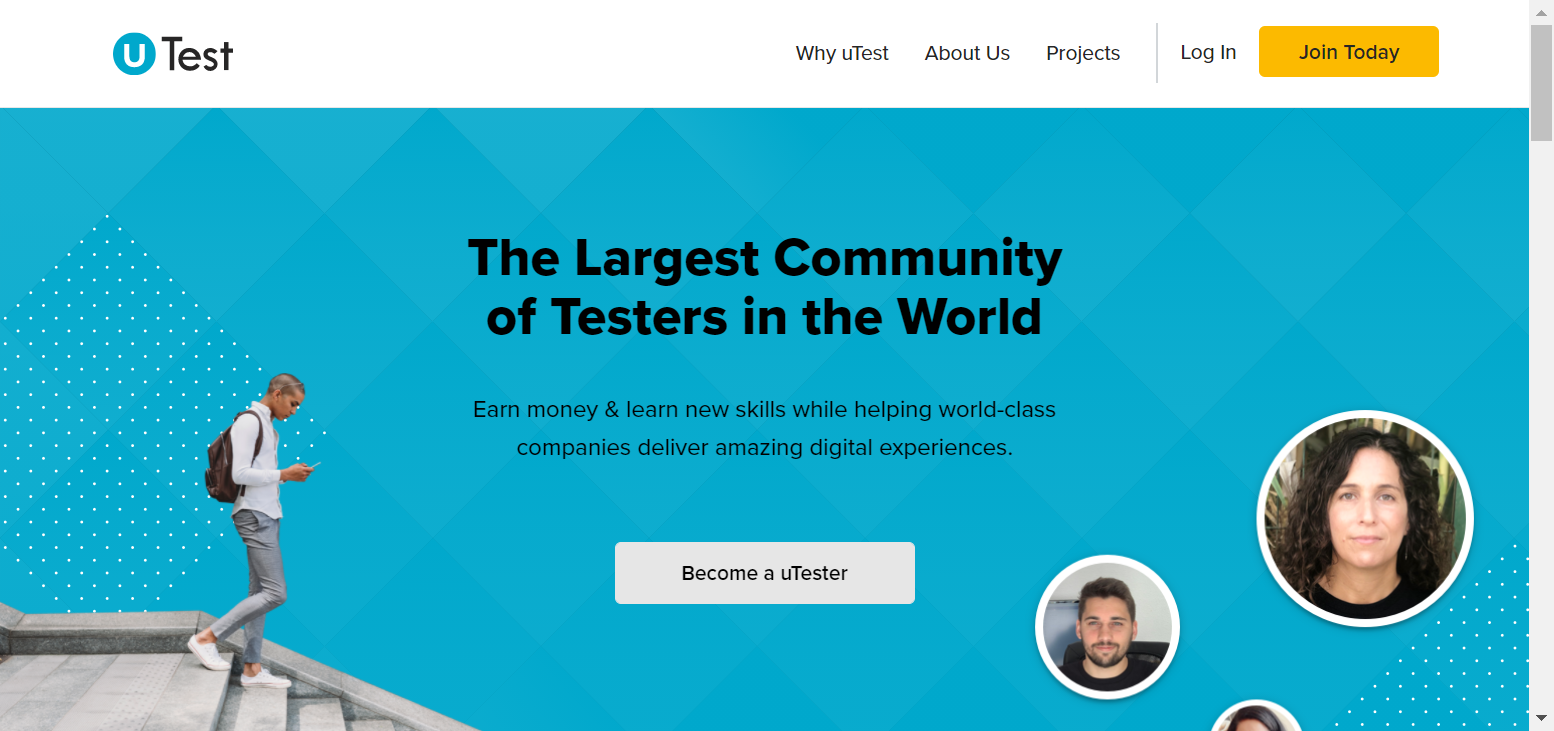 uTest
Why uTest
About Us
Projects
Log In
Join Today
The Largest Community
of Testers in the World
Earn money & learn new skills while helping world-class
companies deliver amazing digital experiences.
Become a uTester